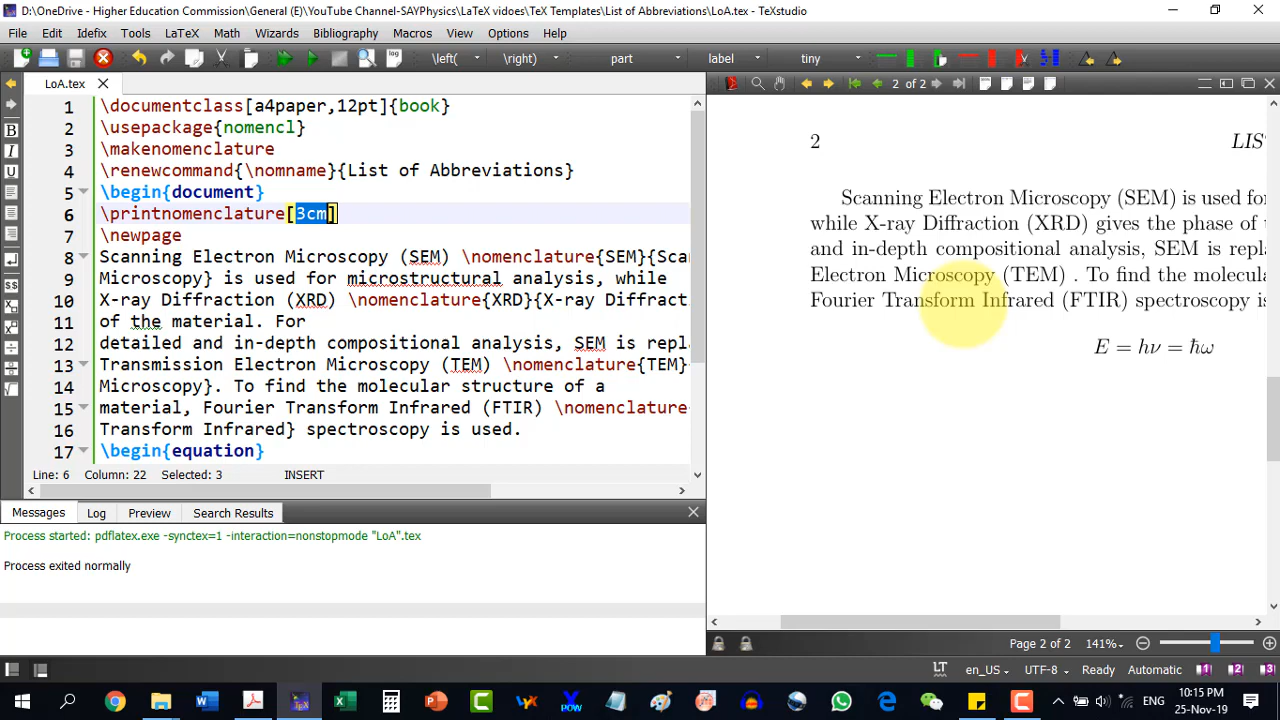 D:\OneDrive - Higher Education Commission\General (E)\YouTube Channel-SAYPhysics\LaTeX vidoes\TeX Templates\List of Abbreviations\LoA.tex - TeXstudio
File Edit Idefix Tools LaTeX Math Wizards Bibliography Macros View Options Help
\left( \right) part label tiny
LoA.tex
2 of 2
1 \documentclass[a4paper,12pt]{book}
2 \usepackage{nomencl}
3 \makenomenclature
4 \renewcommand{\nomname}{List of Abbreviations}
5 \begin{document}
6 \printnomenclature[3cm]
7 \newpage
8 Scanning Electron Microscopy (SEM) \nomenclature{SEM}{Scan
9 Microscopy} is used for microstructural analysis, while
10 X-ray Diffraction (XRD) \nomenclature{XRD}{X-ray Diffracti
11 of the material. For
12 detailed and in-depth compositional analysis, SEM is repl
13 Transmission Electron Microscopy (TEM) \nomenclature{TEM}
14 Microscopy}. To find the molecular structure of a
15 material, Fourier Transform Infrared (FTIR) \nomenclature
16 Transform Infrared} spectroscopy is used.
17 \begin{equation}
Line: 6 Column: 22 Selected: 3 INSERT
Messages Log Preview Search Results
Process started: pdflatex.exe -synctex=1 -interaction=nonstopmode "LoA".tex
Process exited normally
2 LIS
Scanning Electron Microscopy (SEM) is used fo
while X-ray Diffraction (XRD) gives the phase of
and in-depth compositional analysis, SEM is repla
Electron Microscopy (TEM) . To find the molecula
Fourier Transform Infrared (FTIR) spectroscopy is
E = hν = ℏω
Page 2 of 2 141%
LT en_US UTF-8 Ready Automatic 1 2 3
ENG 10:15 PM
25-Nov-19